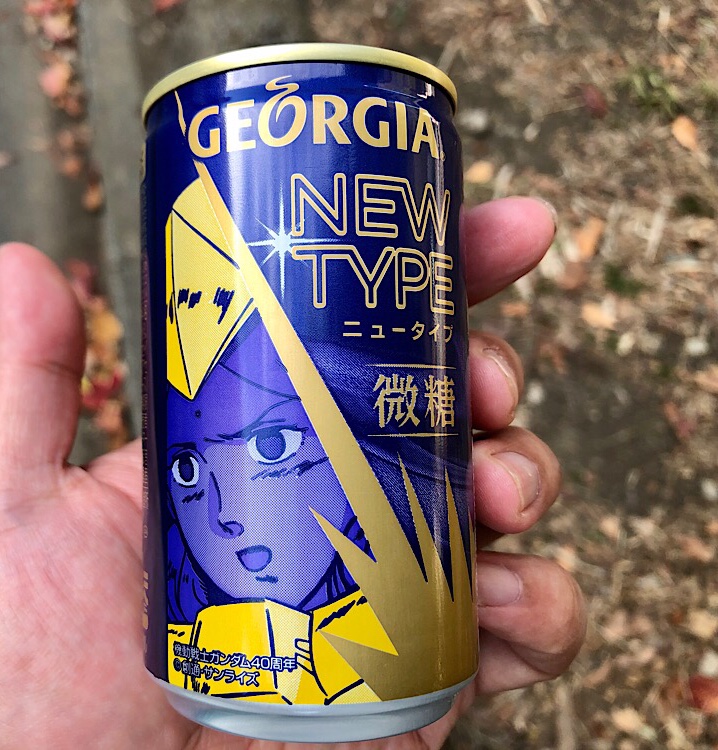 GEORGIA
NEW
TYPE
ニュータイプ
微糖
機動戦士ガンダム40周年
©創通・サンライズ